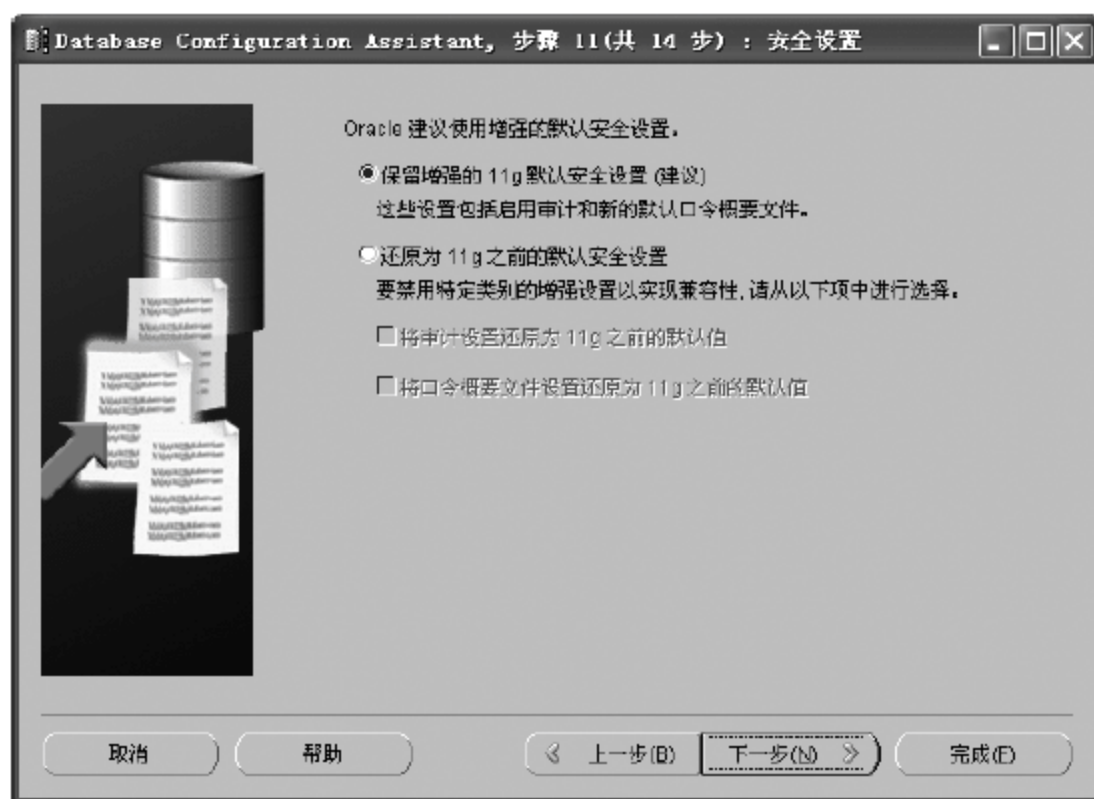 Database Configuration Assistant, 步骤 11(共 14 步) : 安全设置
Oracle 建议使用增强的默认安全设置。
保留增强的 11g 默认安全设置 (建议)
这些设置包括启用审计和新的默认口令概要文件。
还原为 11g 之前的默认安全设置
要禁用特定类别的增强设置以实现兼容性, 请从以下项中进行选择。
将审计设置还原为 11g 之前的默认值
将口令概要文件设置还原为 11g 之前的默认值
取消 帮助 上一步(B) 下一步(N) 完成(F)